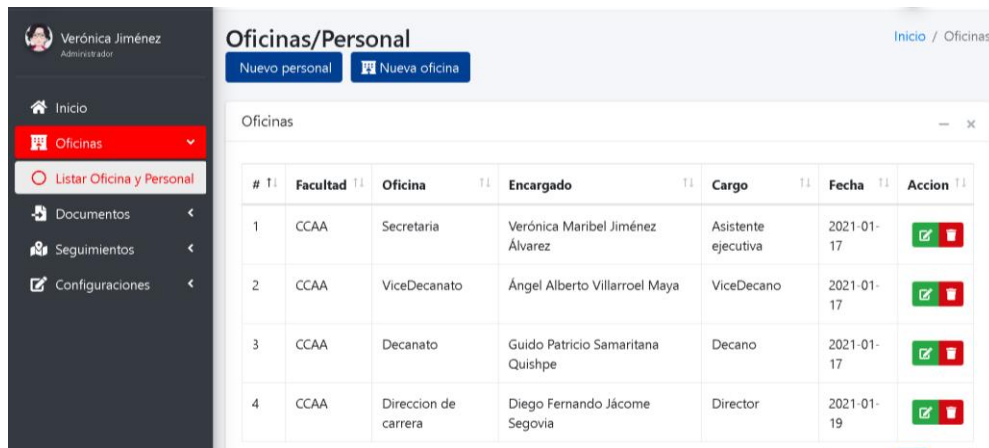 Verónica Jiménez
Administrador
Inicio
Oficinas
Listar Oficina y Personal
Documentos
Seguimientos
Configuraciones
Oficinas/Personal
Inicio / Oficinas
Nuevo personal Nueva oficina
Oficinas
# Facultad Oficina Encargado Cargo Fecha Accion
1 CCAA Secretaria Verónica Maribel Jiménez Asistente 2021-01-
Álvarez ejecutiva 17
2 CCAA ViceDecanato Ángel Alberto Villarroel Maya ViceDecano 2021-01-
17
3 CCAA Decanato Guido Patricio Samaritana Decano 2021-01-
Quishpe 17
4 CCAA Direccion de Diego Fernando Jácome Director 2021-01-
carrera Segovia 19